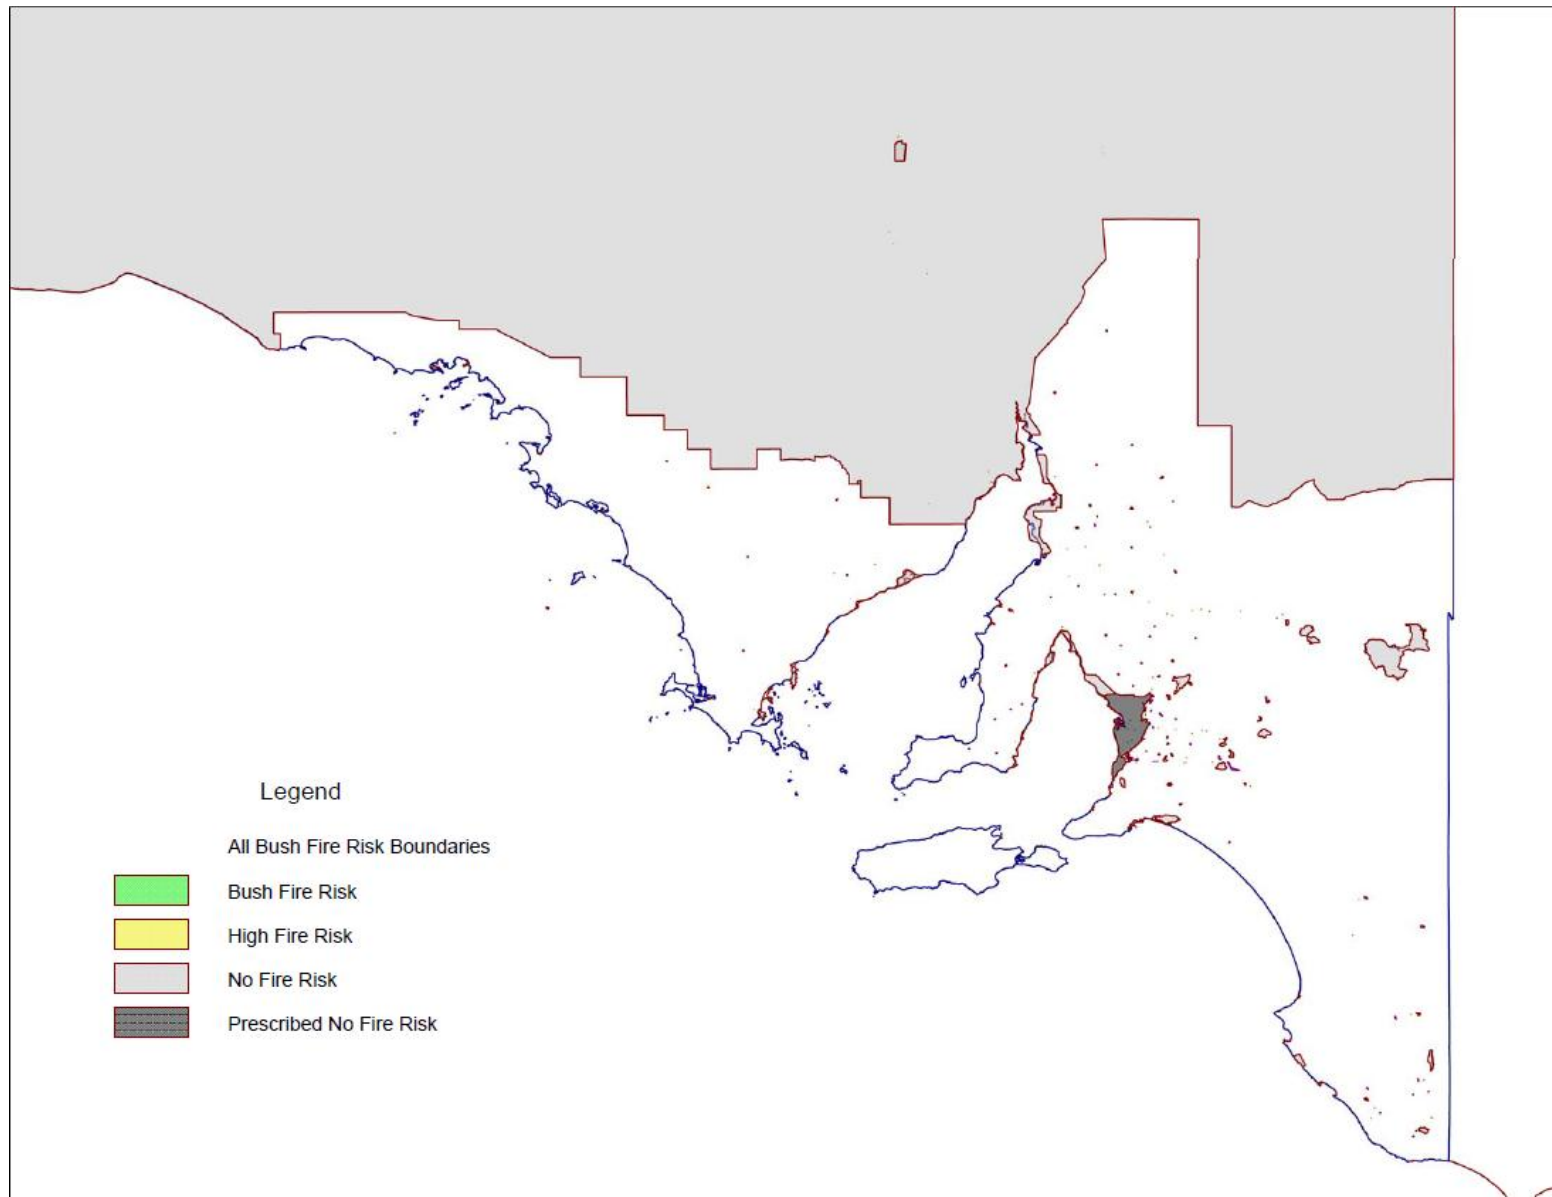 Legend
All Bush Fire Risk Boundaries
Bush Fire Risk
High Fire Risk
No Fire Risk
Prescribed No Fire Risk